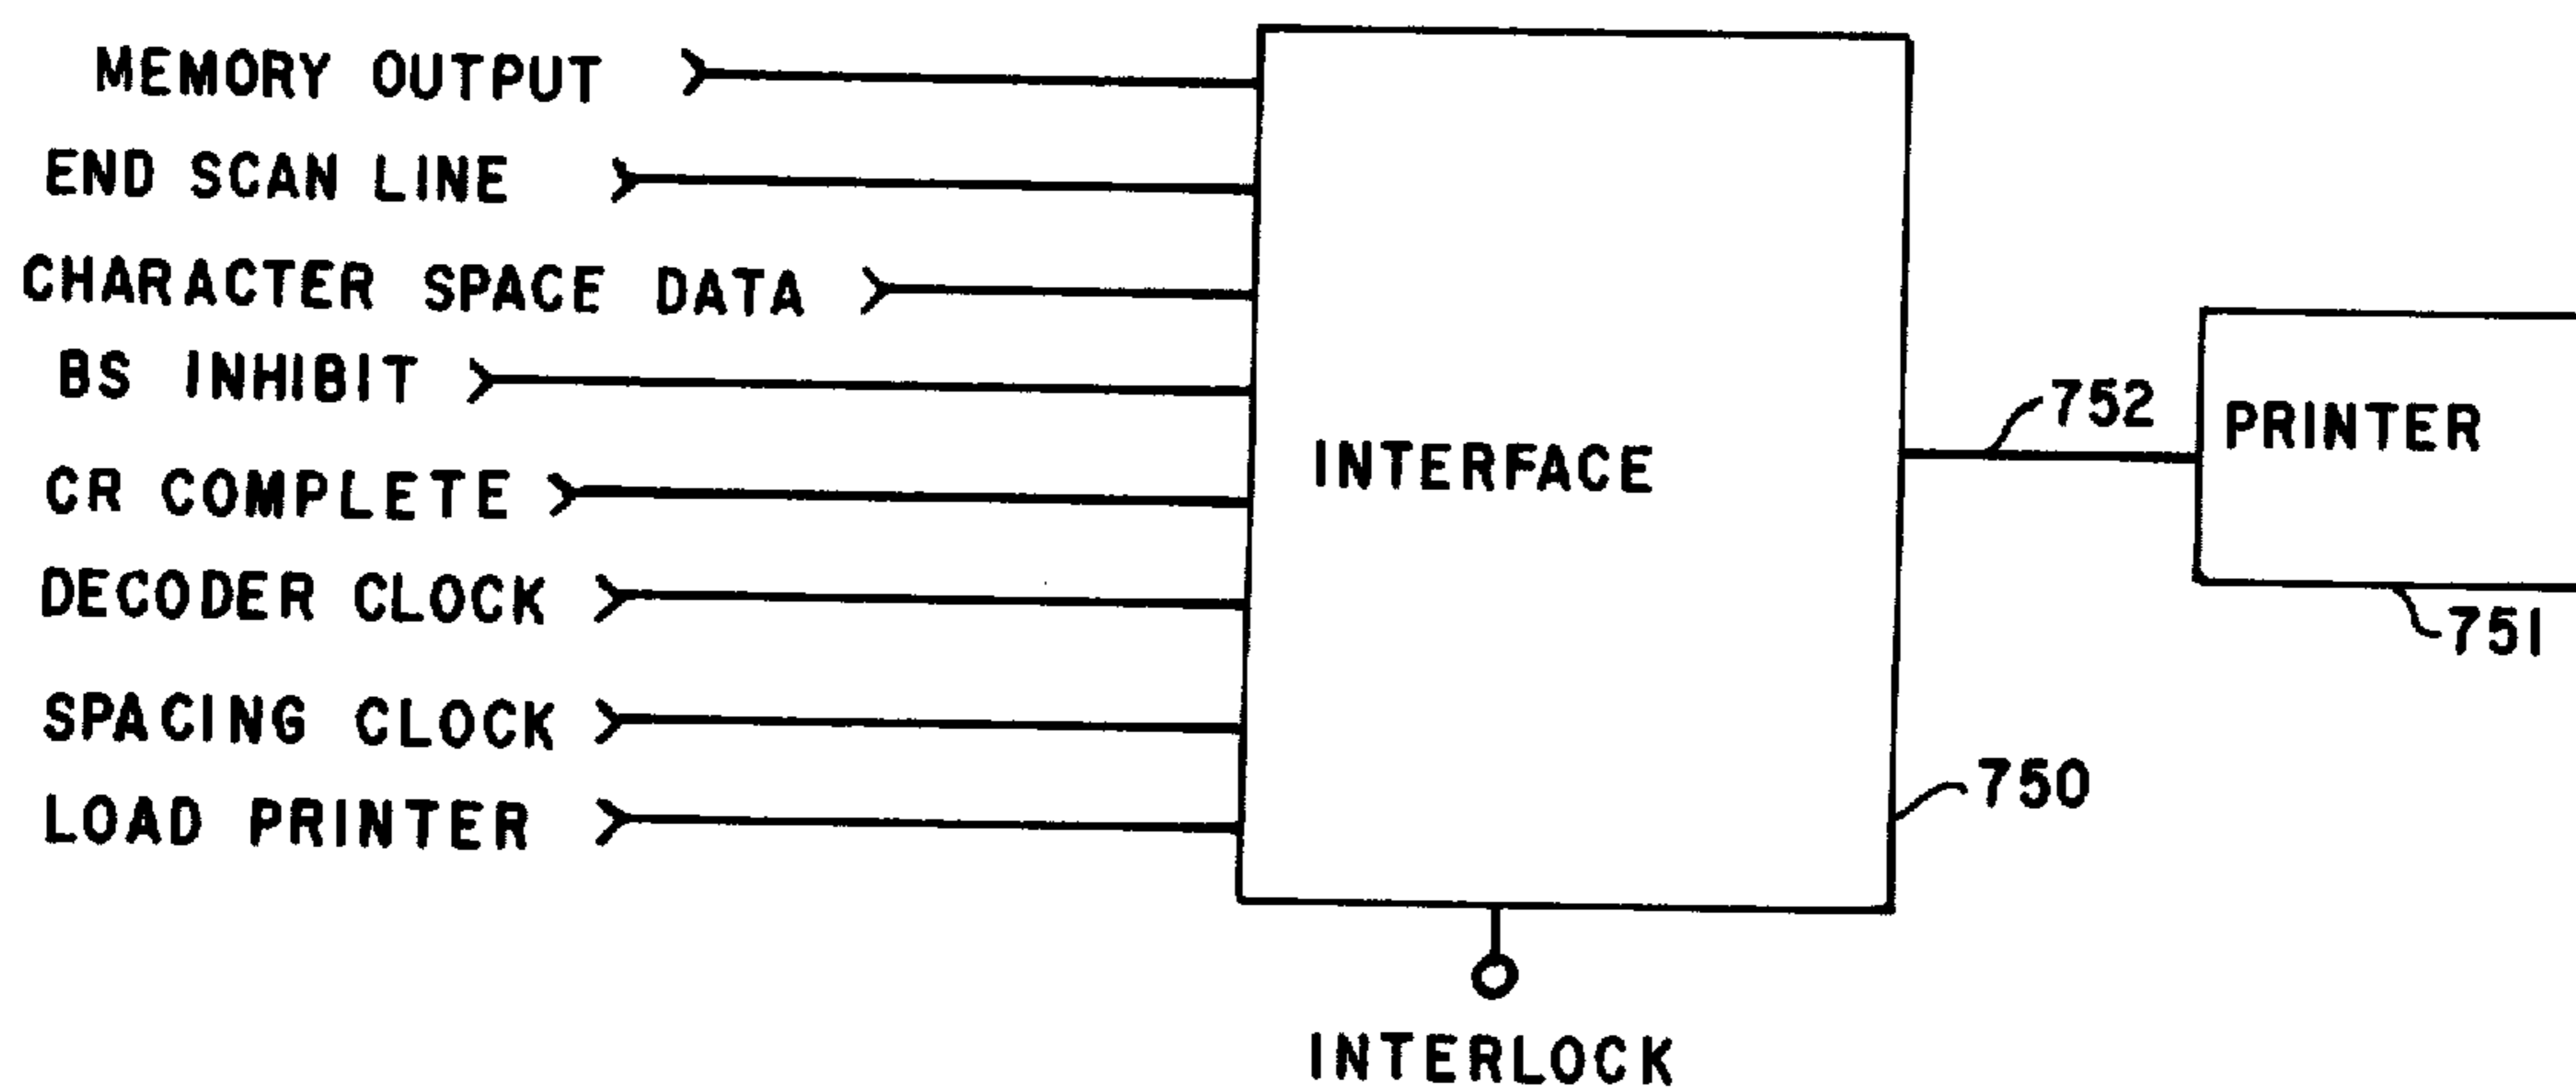 MEMORY OUTPUT
END SCAN LINE
CHARACTER SPACE DATA
BS INHIBIT
CR COMPLETE
DECODER CLOCK
SPACING CLOCK
LOAD PRINTER
INTERFACE
752
PRINTER
751
750
INTERLOCK